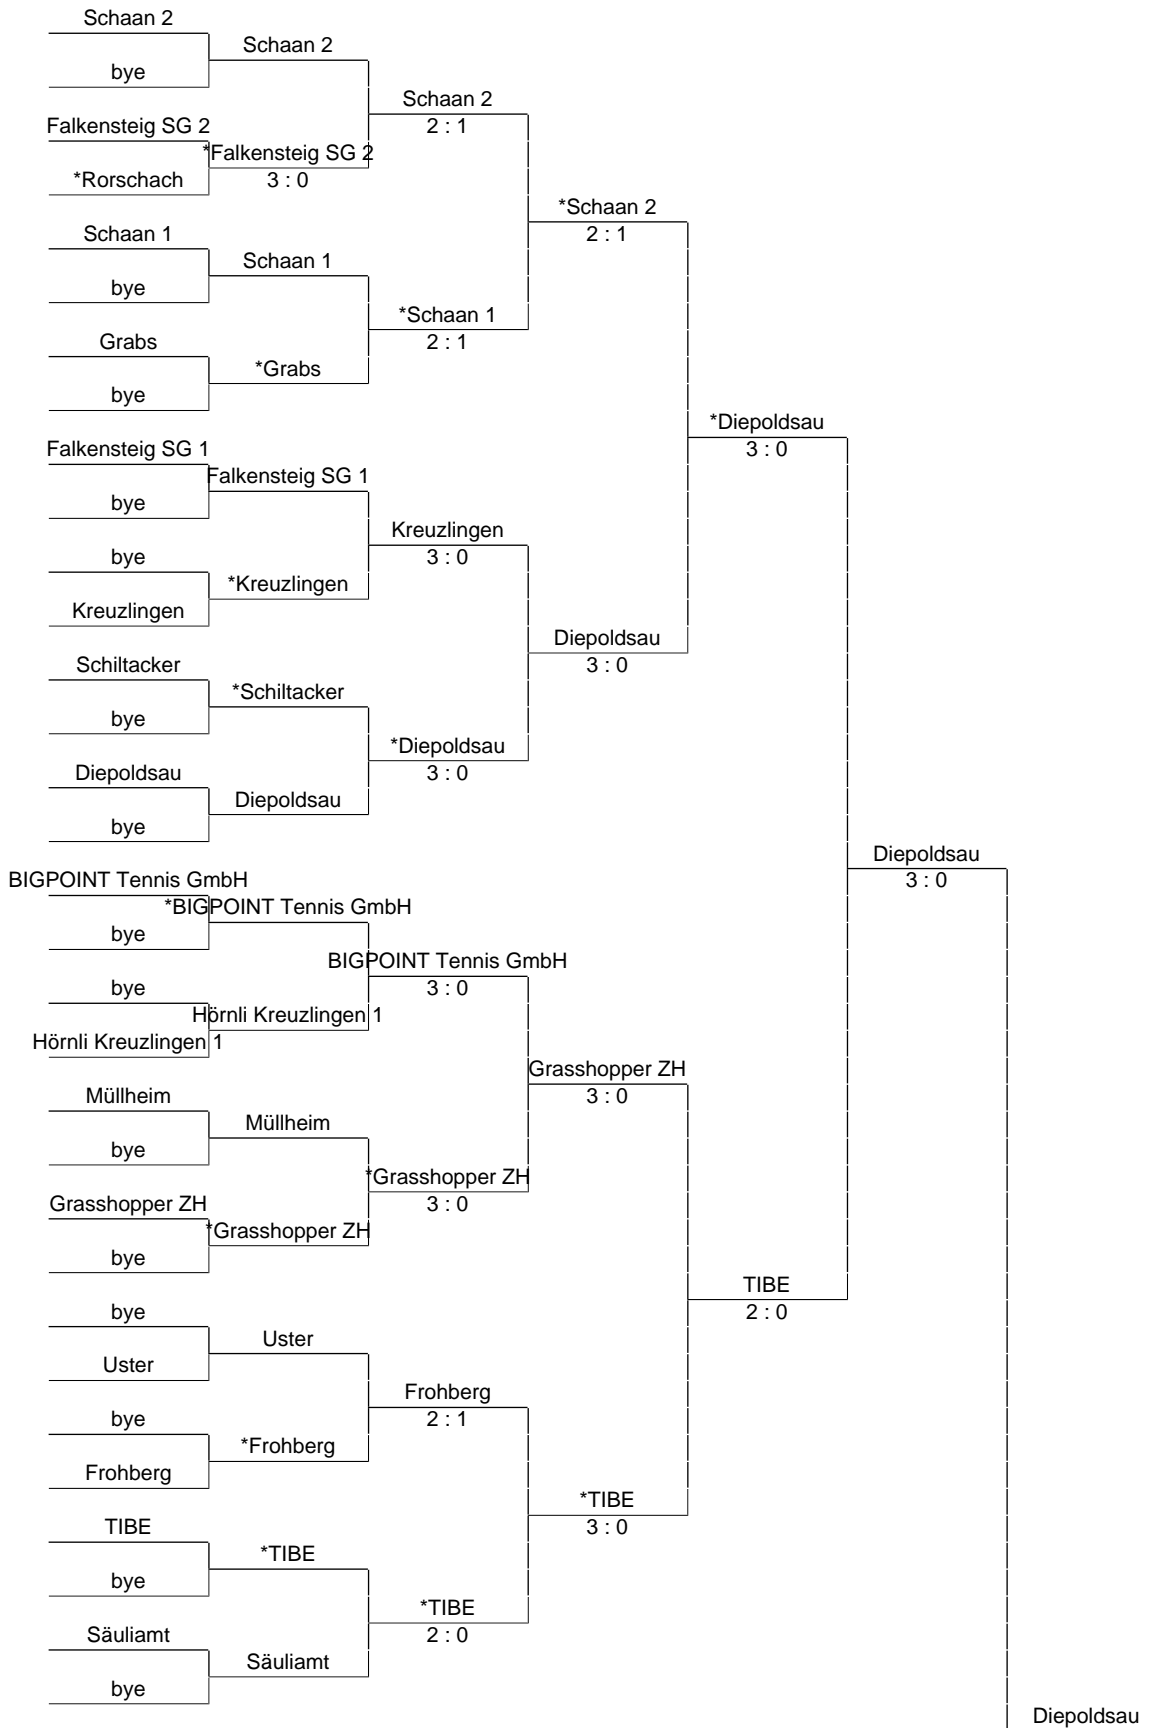 Schaan 2
Schaan 2
bye
Schaan 2
2 : 1
Falkensteig SG 2
*Falkensteig SG 2
3 : 0
*Rorschach
*Schaan 2
2 : 1
Schaan 1
Schaan 1
bye
*Schaan 1
2 : 1
Grabs
*Grabs
bye
*Diepoldsau
3 : 0
Falkensteig SG 1
Falkensteig SG 1
bye
Kreuzlingen
3 : 0
bye
*Kreuzlingen
Kreuzlingen
Diepoldsau
3 : 0
Schiltacker
*Schiltacker
bye
*Diepoldsau
3 : 0
Diepoldsau
Diepoldsau
bye
Diepoldsau
3 : 0
BIGPOINT Tennis GmbH
*BIGPOINT Tennis GmbH
bye
BIGPOINT Tennis GmbH
3 : 0
bye
Hörnli Kreuzlingen 1
Hörnli Kreuzlingen 1
Grasshopper ZH
3 : 0
Müllheim
Müllheim
bye
*Grasshopper ZH
3 : 0
Grasshopper ZH
*Grasshopper ZH
bye
TIBE
2 : 0
bye
Uster
Uster
Frohberg
2 : 1
bye
*Frohberg
Frohberg
*TIBE
3 : 0
TIBE
*TIBE
bye
*TIBE
2 : 0
Säuliamt
Säuliamt
bye
Diepoldsau